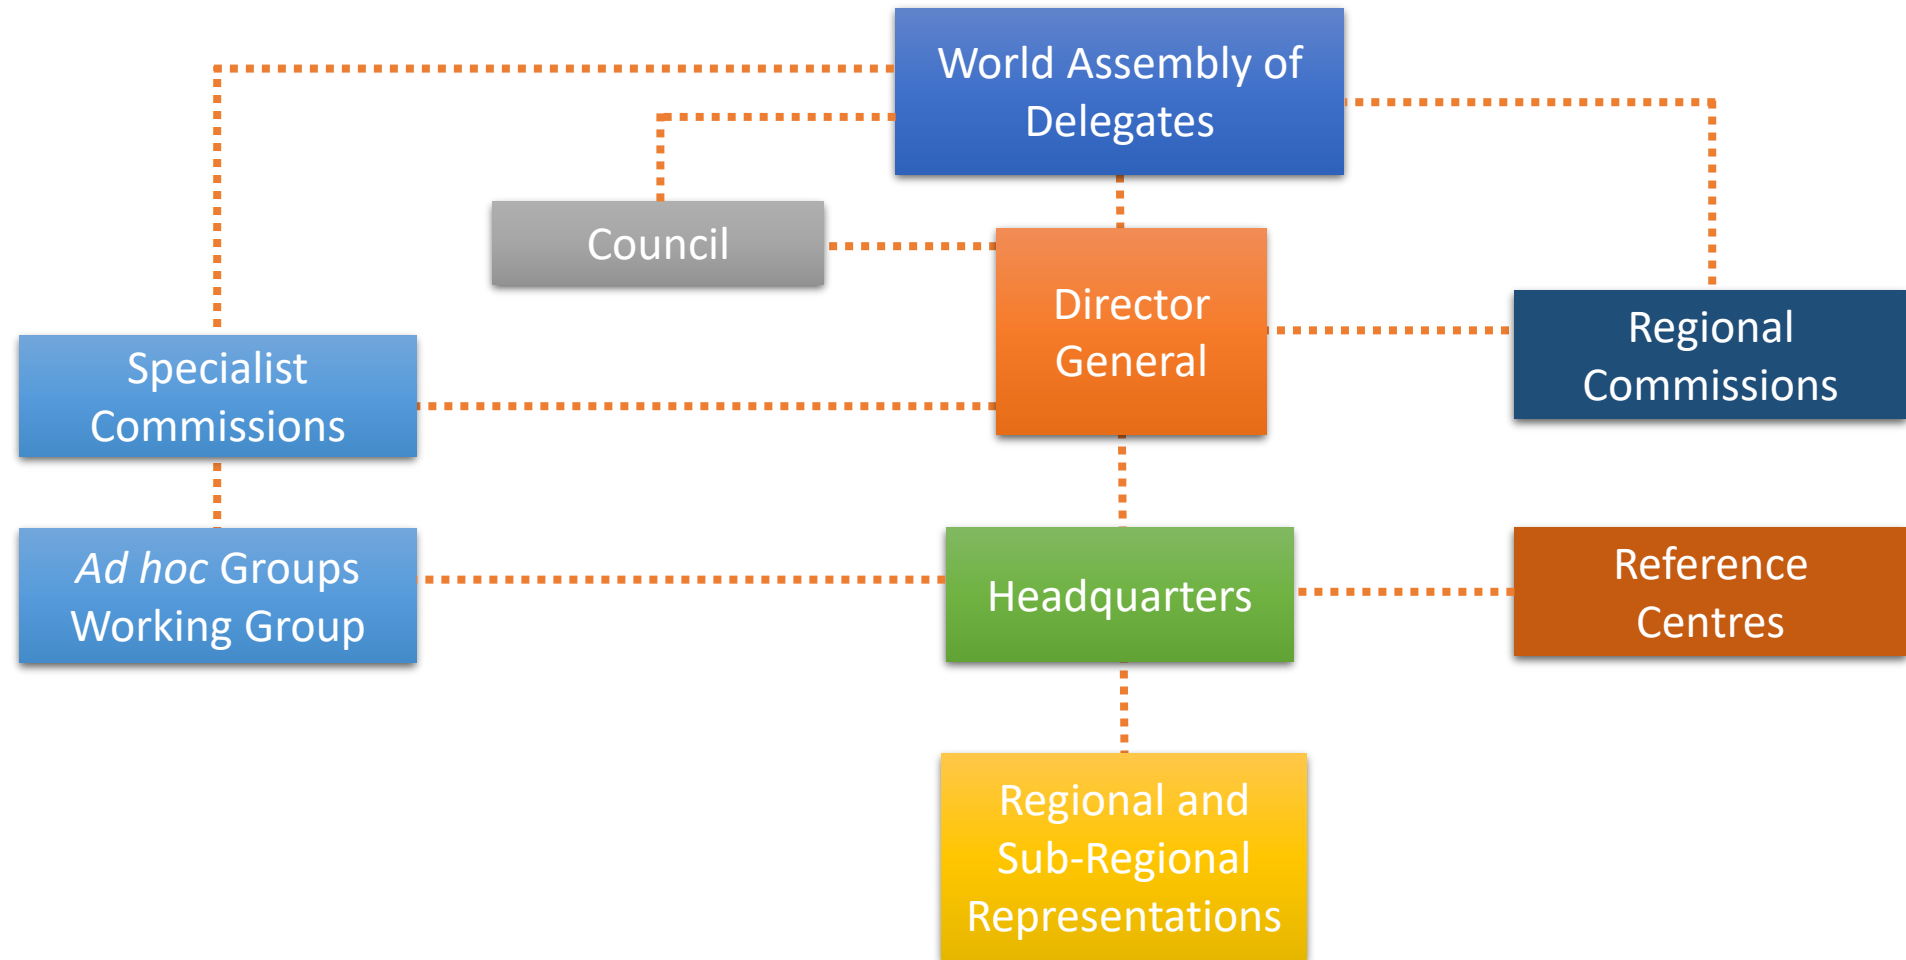 World Assembly of
Delegates
Council
Director
General
Regional
Commissions
Specialist
Commissions
Ad hoc Groups
Working Group
Headquarters
Reference
Centres
Regional and
Sub-Regional
Representations